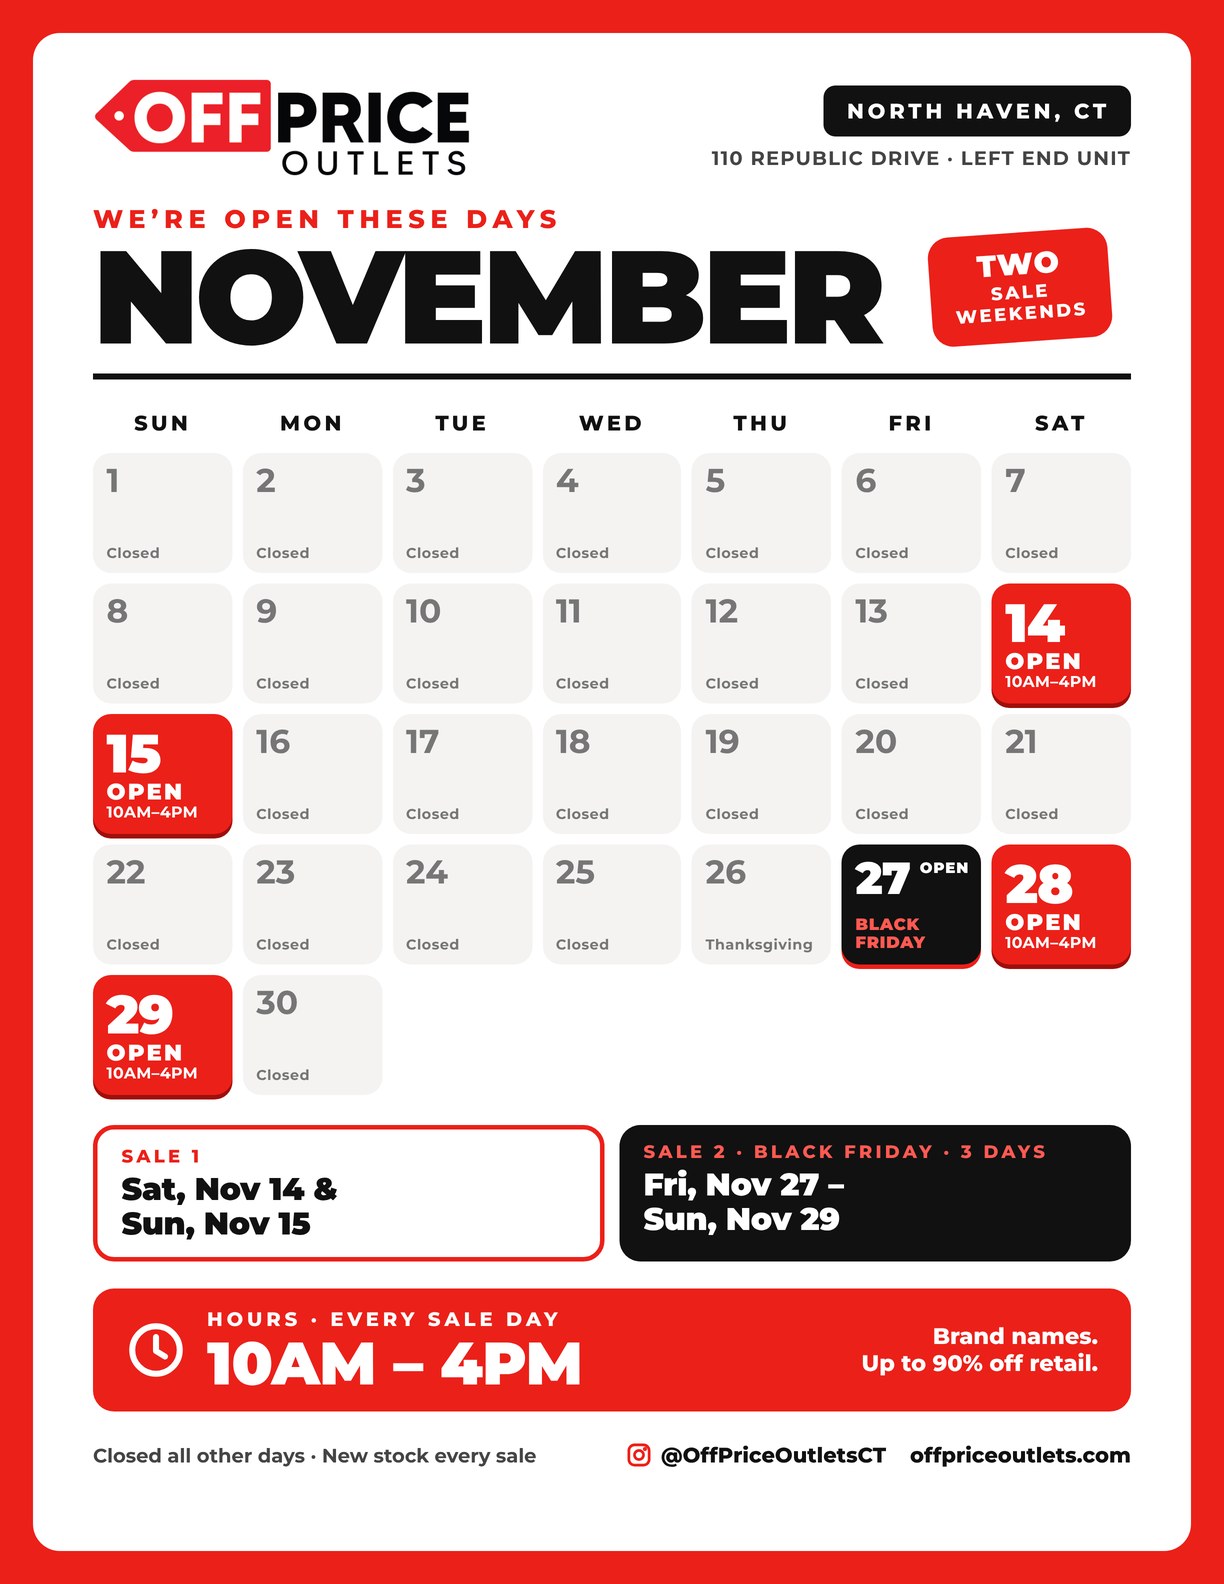 OFF PRICE
OUTLETS
NORTH HAVEN, CT
110 REPUBLIC DRIVE · LEFT END UNIT
WE’RE OPEN THESE DAYS
NOVEMBER
TWO
SALE
WEEKENDS
SUN MON TUE WED THU FRI SAT
1 2 3 4 5 6 7
Closed Closed Closed Closed Closed Closed Closed
8 9 10 11 12 13 14
OPEN
Closed Closed Closed Closed Closed Closed 10AM–4PM
15 16 17 18 19 20 21
OPEN
10AM–4PM Closed Closed Closed Closed Closed Closed
22 23 24 25 26 27 OPEN 28
BLACK OPEN
Closed Closed Closed Closed Thanksgiving FRIDAY 10AM–4PM
29 30
OPEN
10AM–4PM Closed
SALE 1
Sat, Nov 14 &
Sun, Nov 15
SALE 2 · BLACK FRIDAY · 3 DAYS
Fri, Nov 27 –
Sun, Nov 29
HOURS · EVERY SALE DAY
10AM – 4PM
Brand names.
Up to 90% off retail.
Closed all other days · New stock every sale
@OffPriceOutletsCT offpriceoutlets.com